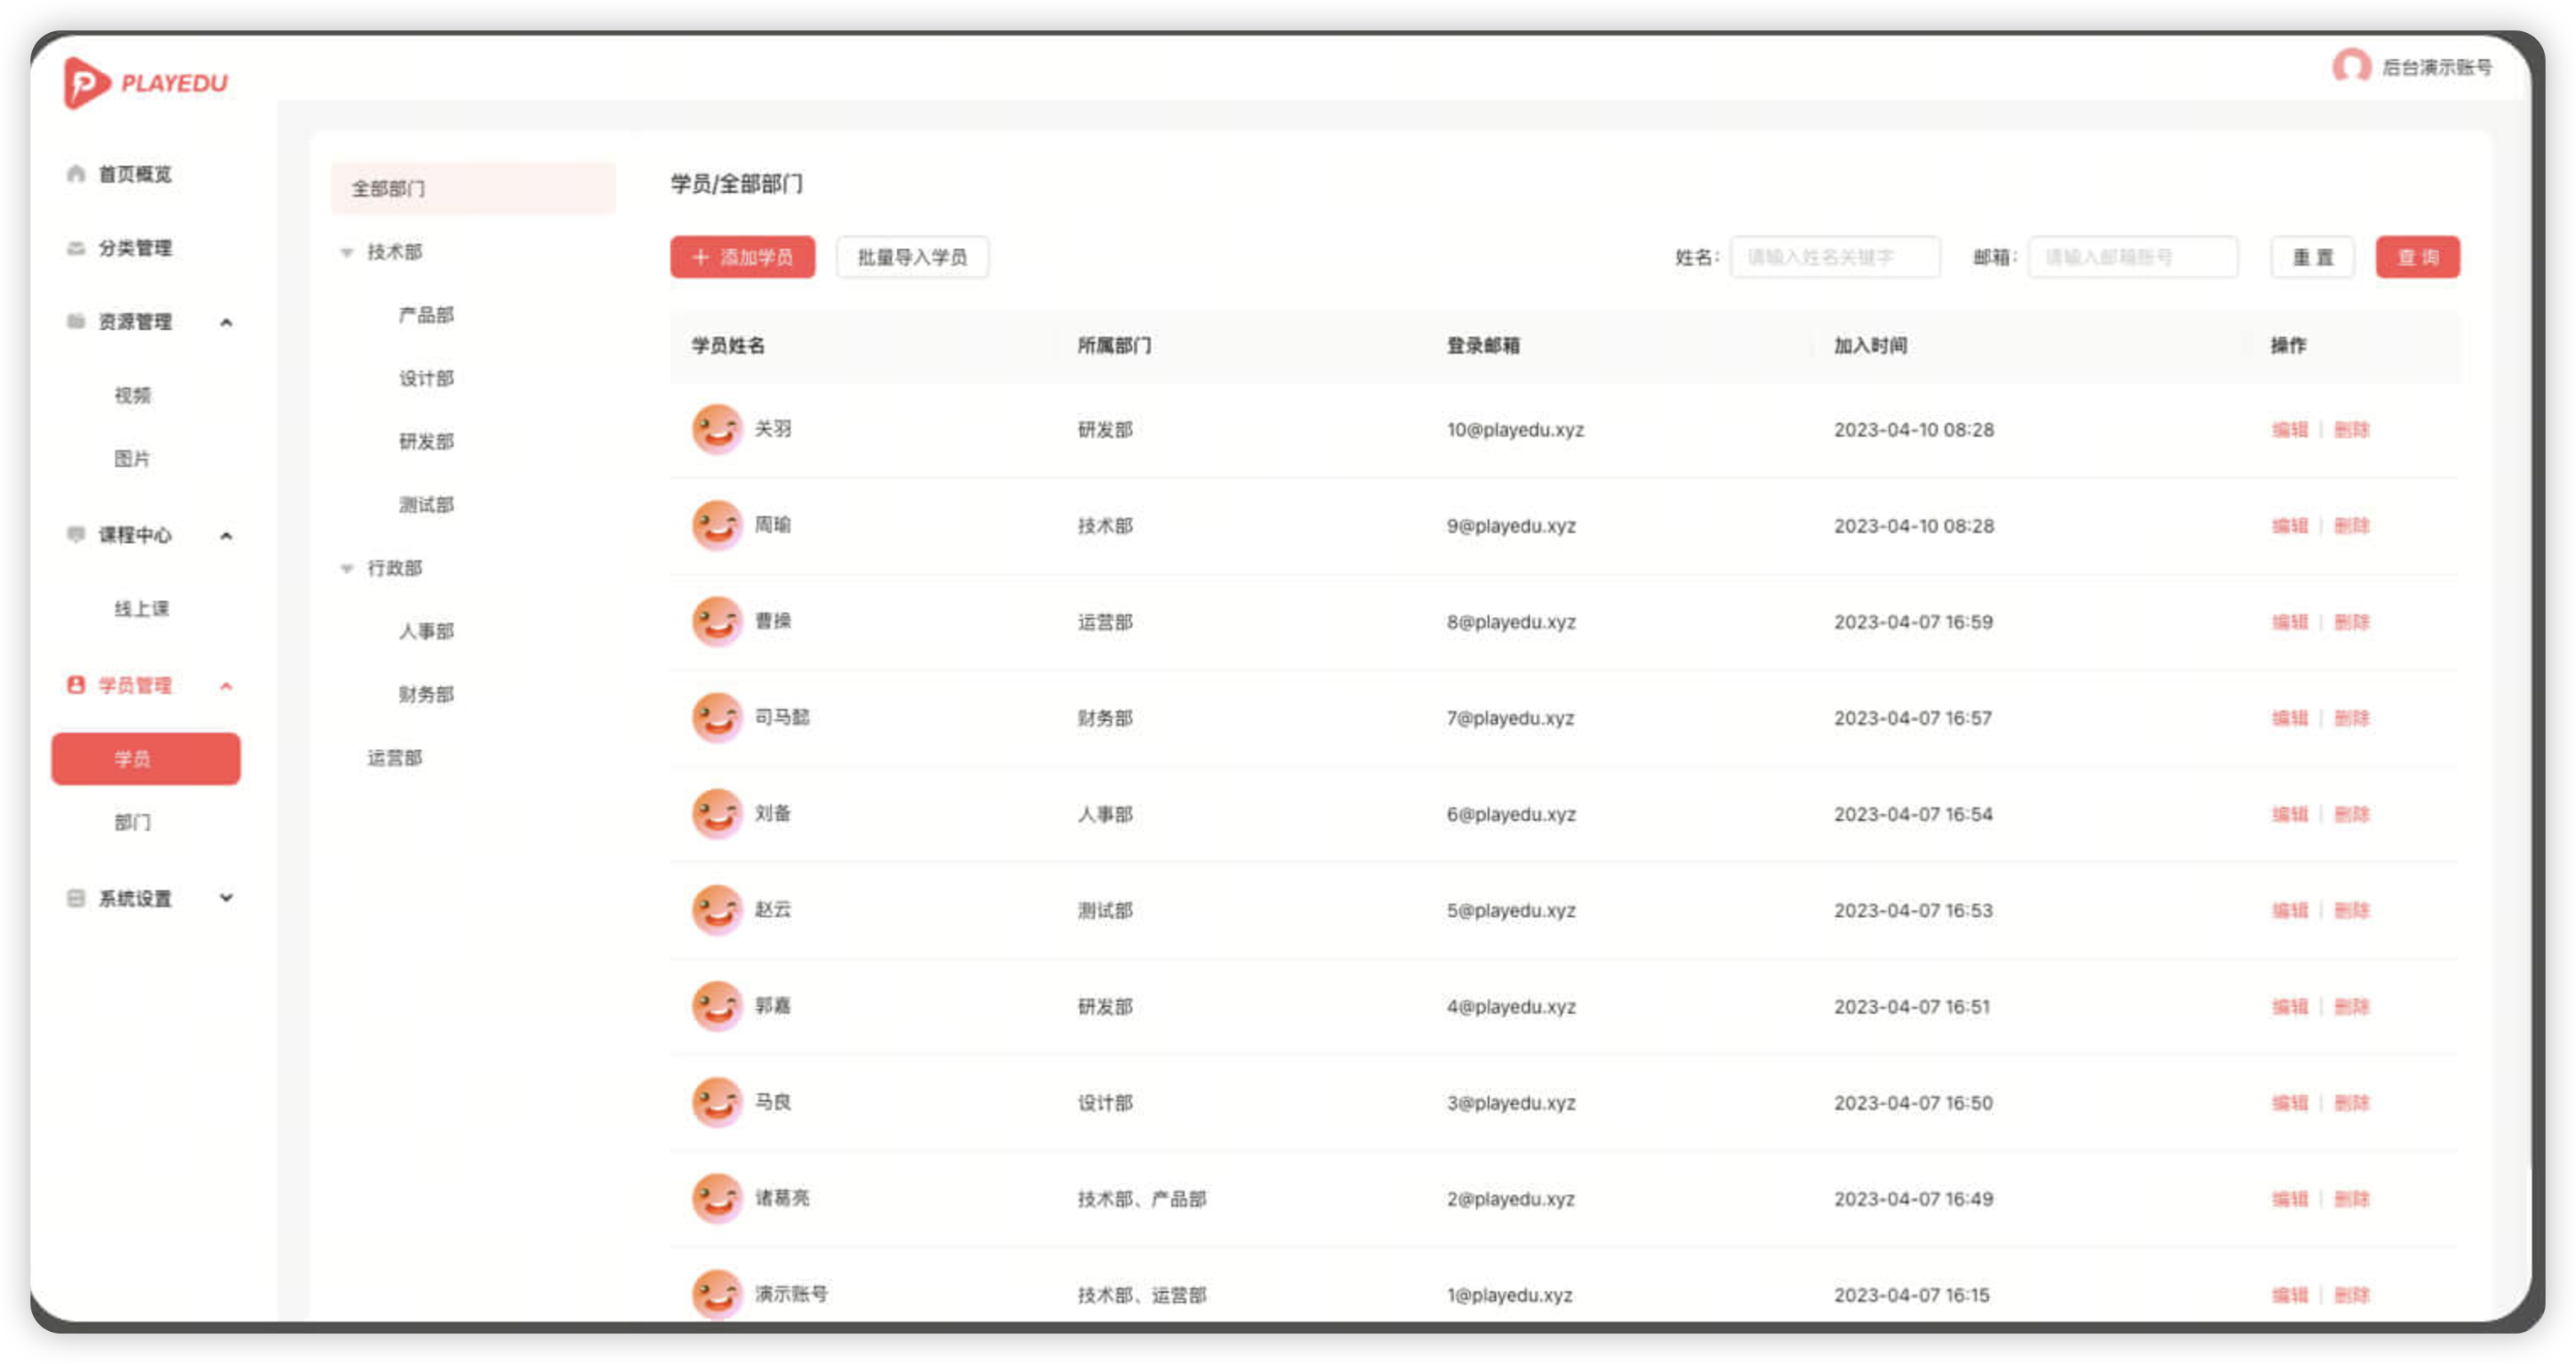 PLAYEDU
后台演示账号
首页概览
分类管理
资源管理
视频
图片
课程中心
线上课
学员管理
学员
部门
系统设置
全部部门
技术部
产品部
设计部
研发部
测试部
行政部
人事部
财务部
运营部
学员/全部部门
+ 添加学员 批量导入学员 姓名: 请输入姓名关键字 邮箱: 请输入邮箱账号 重 置 查 询
学员姓名 所属部门 登录邮箱 加入时间 操作
关羽 研发部 10@playedu.xyz 2023-04-10 08:28 编辑 | 删除
周瑜 技术部 9@playedu.xyz 2023-04-10 08:28 编辑 | 删除
曹操 运营部 8@playedu.xyz 2023-04-07 16:59 编辑 | 删除
司马懿 财务部 7@playedu.xyz 2023-04-07 16:57 编辑 | 删除
刘备 人事部 6@playedu.xyz 2023-04-07 16:54 编辑 | 删除
赵云 测试部 5@playedu.xyz 2023-04-07 16:53 编辑 | 删除
郭嘉 研发部 4@playedu.xyz 2023-04-07 16:51 编辑 | 删除
马良 设计部 3@playedu.xyz 2023-04-07 16:50 编辑 | 删除
诸葛亮 技术部、产品部 2@playedu.xyz 2023-04-07 16:49 编辑 | 删除
演示账号 技术部、运营部 1@playedu.xyz 2023-04-07 16:15 编辑 | 删除